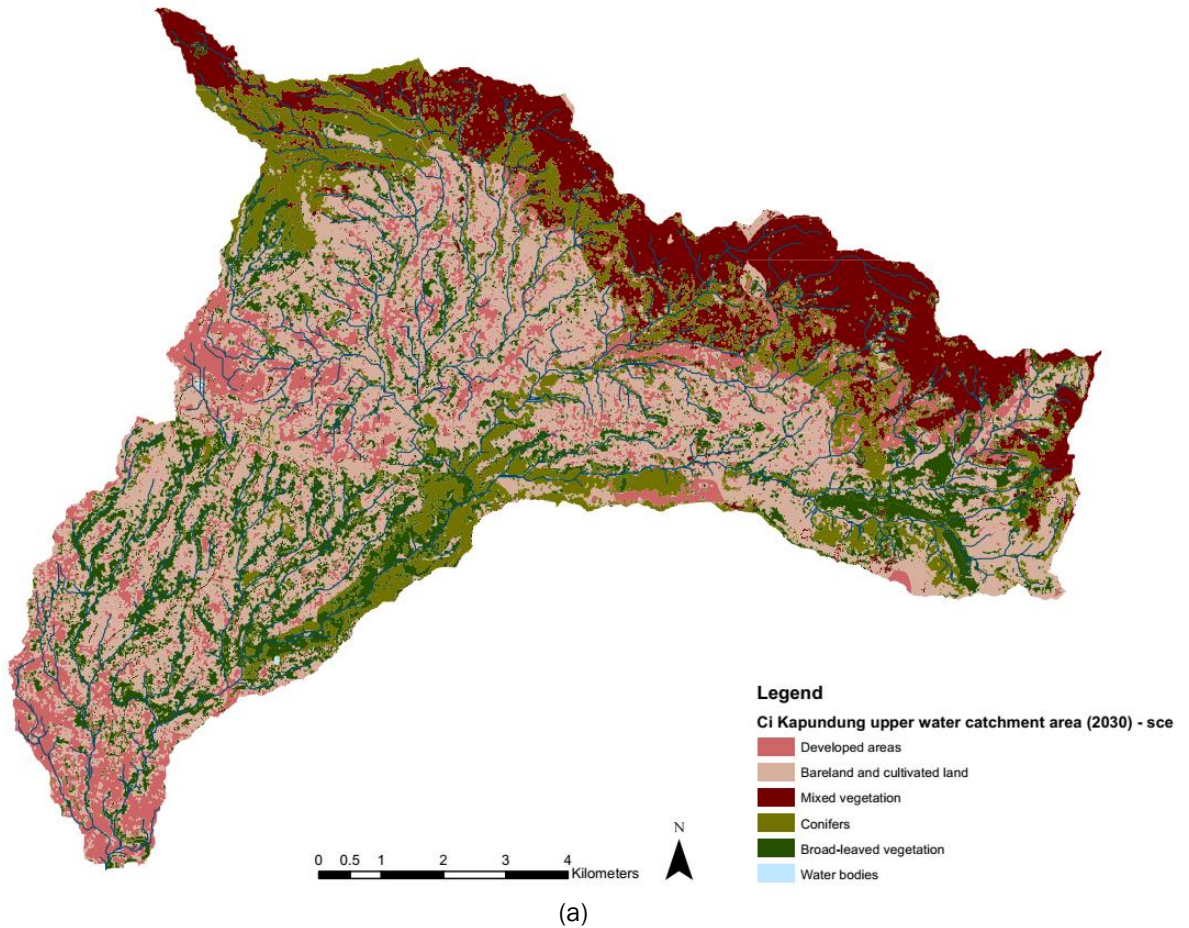 Legend
Ci Kapundung upper water catchment area (2030) - sce
Developed areas
Bareland and cultivated land
Mixed vegetation
Conifers
Broad-leaved vegetation
Water bodies
N
0 0.5 1 2 3 4
Kilometers
(a)